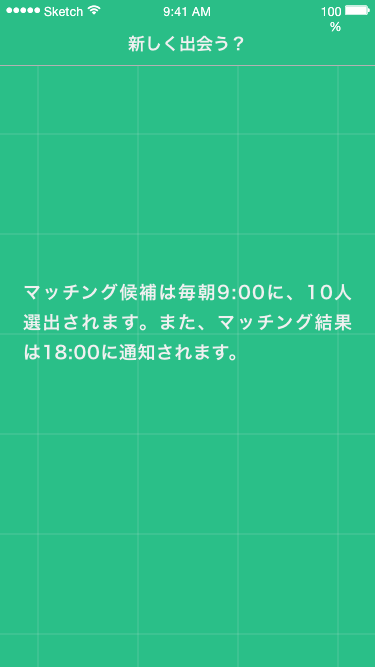 Sketch 9:41 AM 100
%
新しく出会う？
マッチング候補は毎朝9:00に、10人
選出されます。また、マッチング結果
は18:00に通知されます。